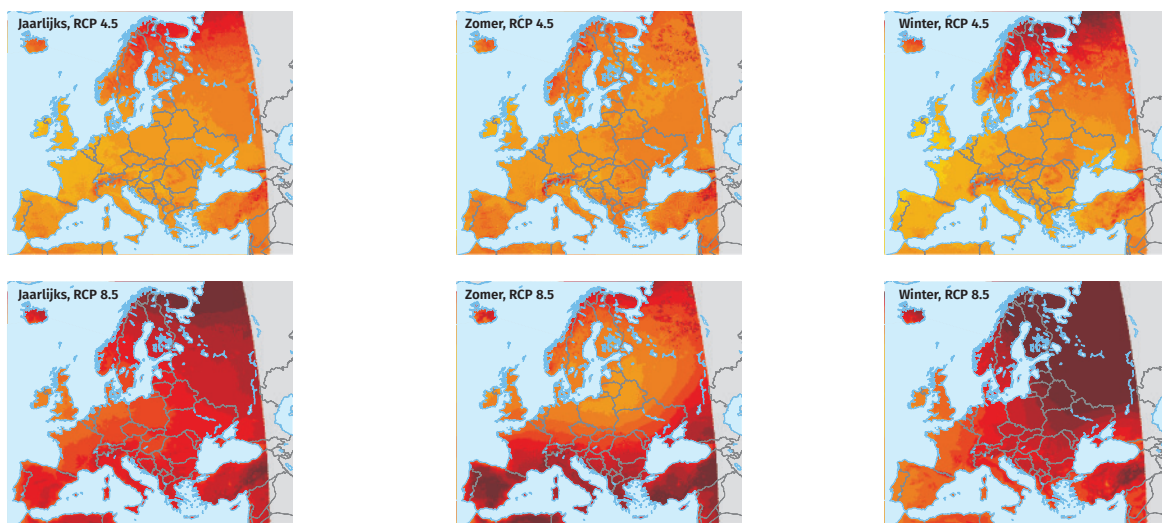 Jaarlijks, RCP 4.5
Zomer, RCP 4.5
Winter, RCP 4.5
Jaarlijks, RCP 8.5
Zomer, RCP 8.5
Winter, RCP 8.5